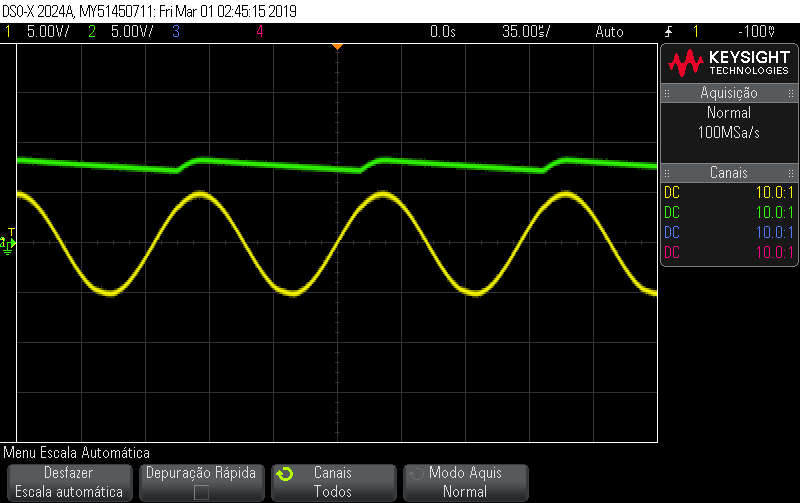 DSO-X 2024A, MY51450711: Fri Mar 01 02:45:15 2019
1 5.00V/ 2 5.00V/ 3 4 0.0s 35.00µs/ Auto 1 -100mV
KEYSIGHT
TECHNOLOGIES
Aquisição
Normal
100MSa/s
Canais
DC 10.0:1
DC 10.0:1
DC 10.0:1
DC 10.0:1
T
Menu Escala Automática
Desfazer
Escala automática
Depuração Rápida
Canais
Todos
Modo Aquis
Normal